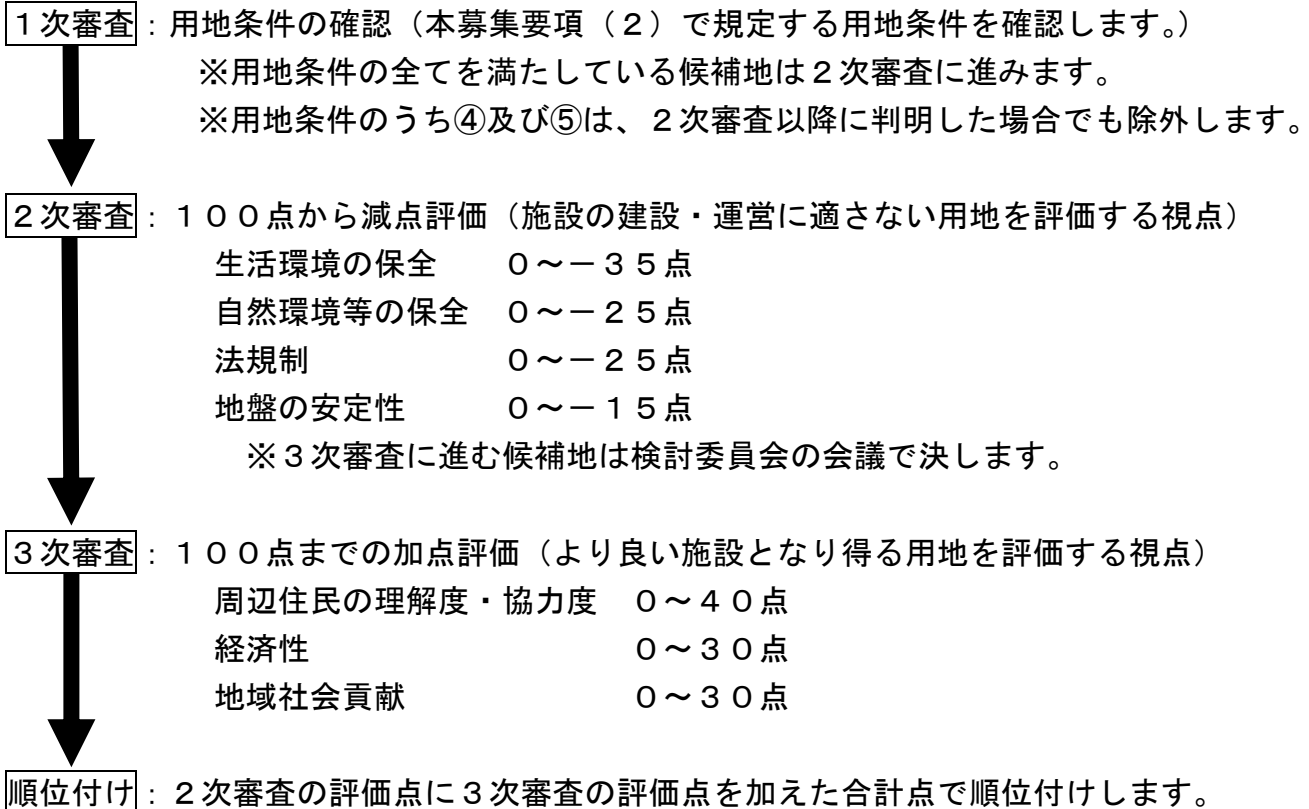 １次審査：用地条件の確認（本募集要項（２）で規定する用地条件を確認します。）
※用地条件の全てを満たしている候補地は２次審査に進みます。
※用地条件のうち④及び⑤は、２次審査以降に判明した場合でも除外します。
２次審査：１００点から減点評価（施設の建設・運営に適さない用地を評価する視点）
生活環境の保全　０～－３５点
自然環境等の保全　０～－２５点
法規制　０～－２５点
地盤の安定性　０～－１５点
※３次審査に進む候補地は検討委員会の会議で決します。
３次審査：１００点までの加点評価（より良い施設となり得る用地を評価する視点）
周辺住民の理解度・協力度　０～４０点
経済性　０～３０点
地域社会貢献　０～３０点
順位付け：２次審査の評価点に３次審査の評価点を加えた合計点で順位付けします。